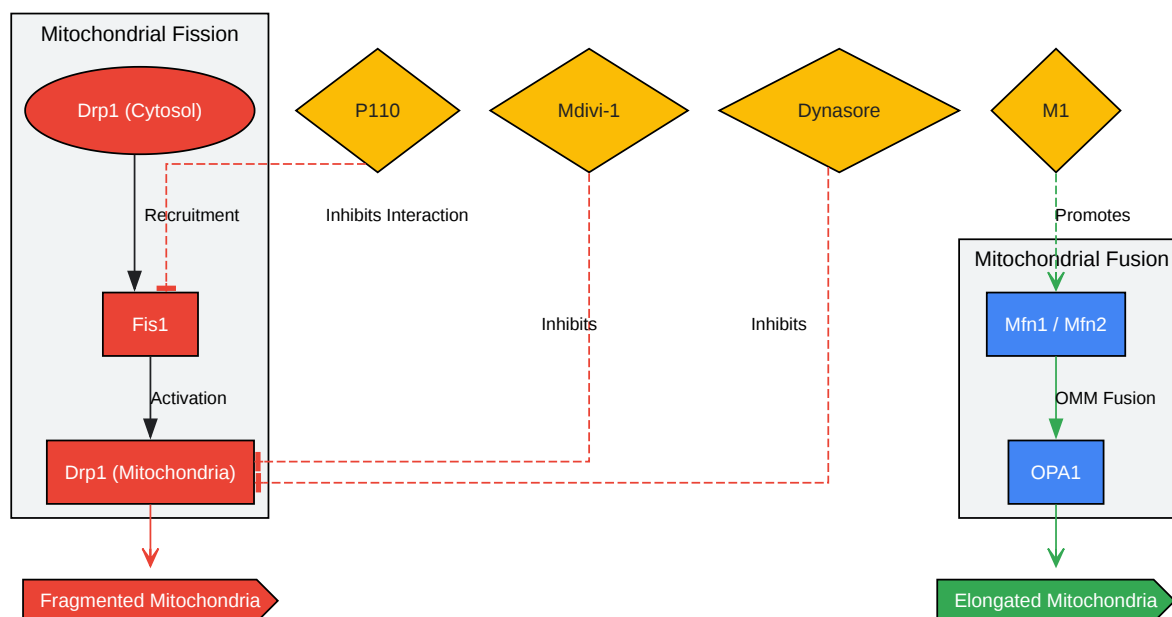 Mitochondrial Fission
Drp1 (Cytosol)
P110
Mdivi-1
Dynasore
M1
Recruitment
Inhibits Interaction
Promotes
Mitochondrial Fusion
Fis1
Inhibits
Inhibits
Mfn1 / Mfn2
Activation
OMM Fusion
Drp1 (Mitochondria)
OPA1
Fragmented Mitochondria
Elongated Mitochondria